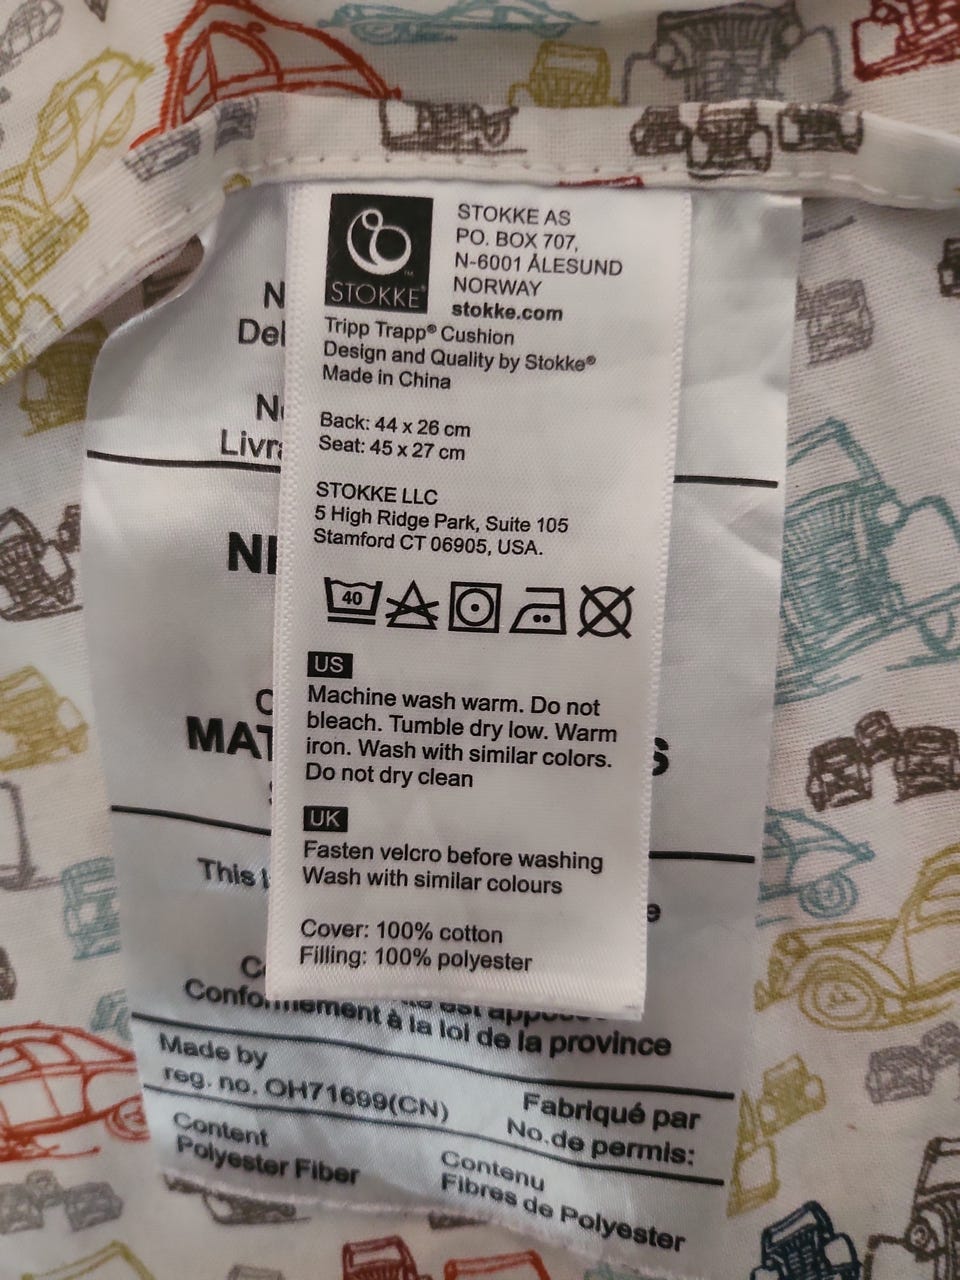 STOKKE
STOKKE AS
PO. BOX 707,
N-6001 ÅLESUND
NORWAY
stokke.com
Tripp Trapp® Cushion
Design and Quality by Stokke®
Made in China
Back: 44 x 26 cm
Seat: 45 x 27 cm
STOKKE LLC
5 High Ridge Park, Suite 105
Stamford CT 06905, USA.
40
US
Machine wash warm. Do not
bleach. Tumble dry low. Warm
iron. Wash with similar colors.
Do not dry clean
UK
Fasten velcro before washing
Wash with similar colours
Cover: 100% cotton
Filling: 100% polyester
This
Conformément à la loi de la province
Made by
reg. no. OH71699(CN)
Fabriqué par
No.de permis:
Content
Polyester Fiber
Contenu
Fibres de Polyester